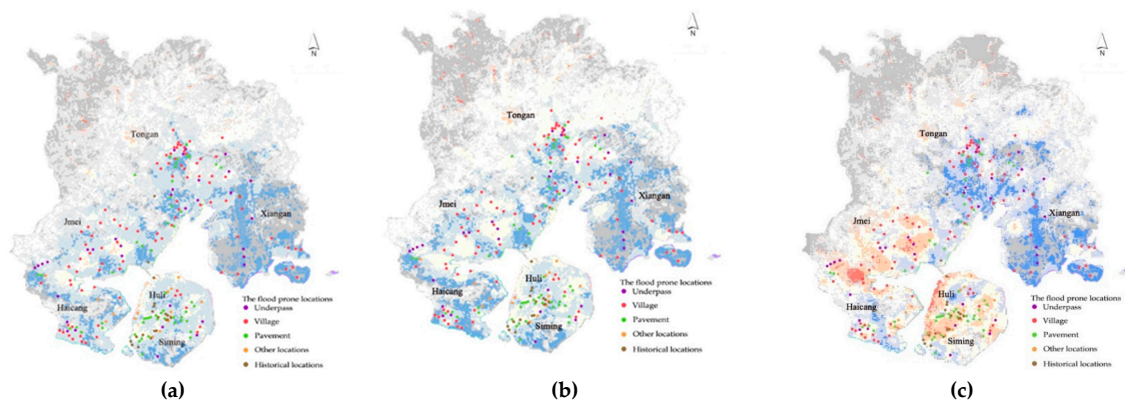 N
Tongan
Jmei
Xiangan
Haicang
Huli
Siming
The flood prone locations
Underpass
Village
Pavement
Other locations
Historical locations
(a)
N
Tongan
Jmei
Xiangan
Haicang
Huli
Siming
The flood prone locations
Underpass
Village
Pavement
Other locations
Historical locations
(b)
N
Tongan
Jmei
Xiangan
Haicang
Huli
Siming
The flood prone locations
Underpass
Village
Pavement
Other locations
Historical locations
(c)